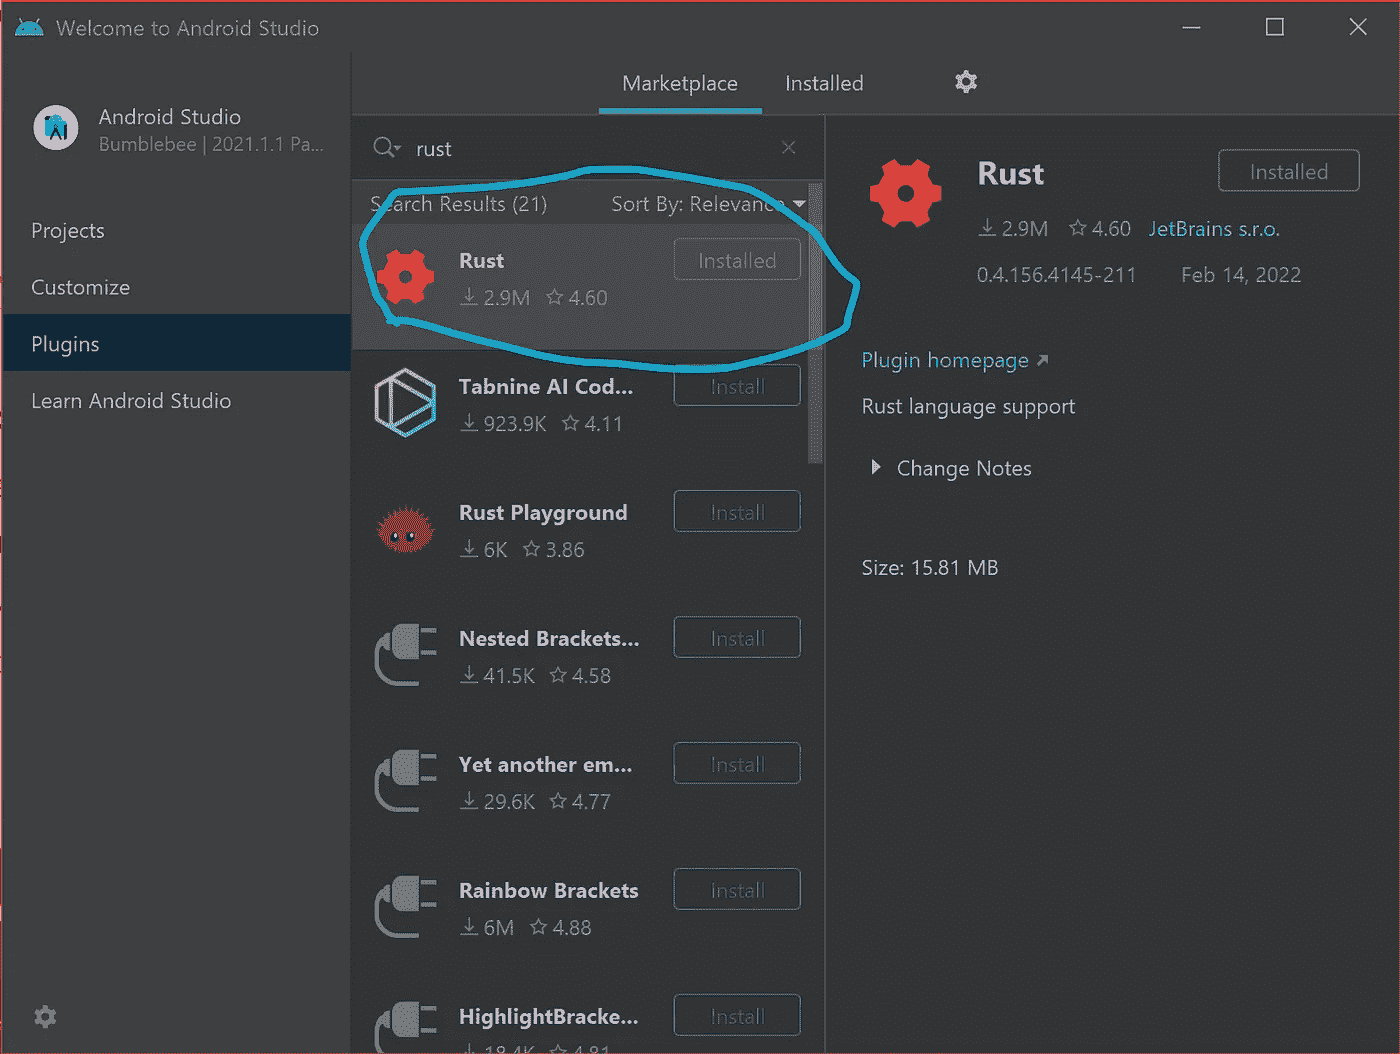 Welcome to Android Studio
Android Studio
Bumblebee | 2021.1.1 Pa...
Projects
Customize
Plugins
Learn Android Studio
Marketplace
Installed
rust
Search Results (21)
Sort By: Relevance
Rust
Installed
2.9M
4.60
Tabnine AI Cod...
Install
923.9K
4.11
Rust Playground
Install
6K
3.86
Nested Brackets...
Install
41.5K
4.58
Yet another em...
Install
29.6K
4.77
Rainbow Brackets
Install
6M
4.88
HighlightBracke...
Install
18.4K
4.81
Rust
Installed
2.9M
4.60
JetBrains s.r.o.
0.4.156.4145-211
Feb 14, 2022
Plugin homepage
Rust language support
Change Notes
Size: 15.81 MB